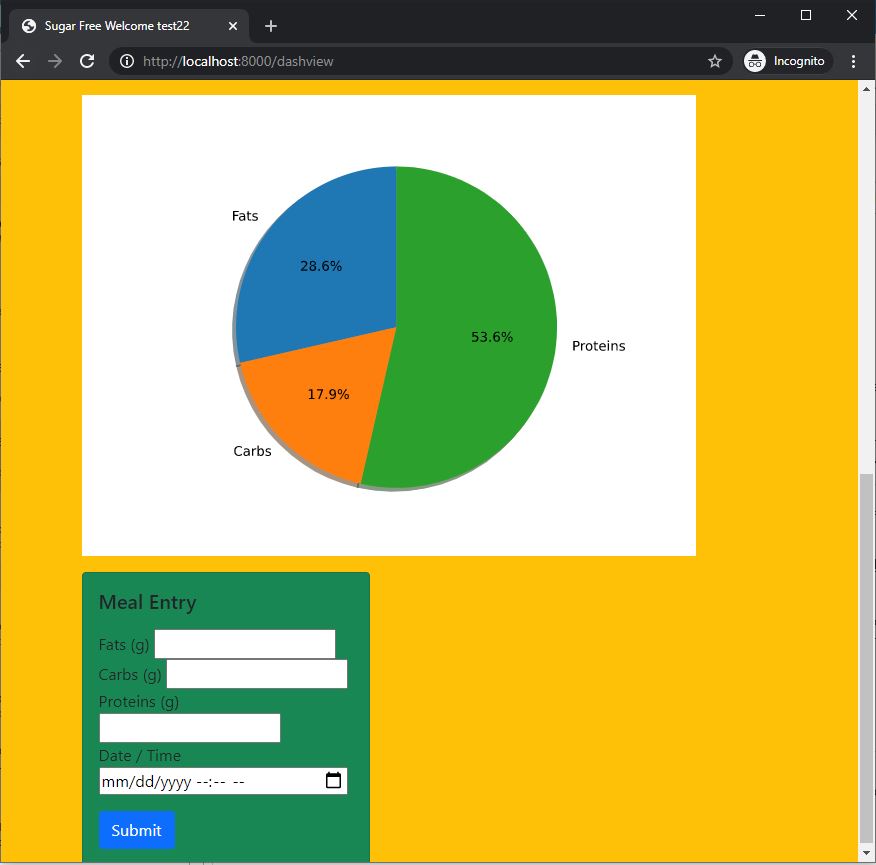 Sugar Free Welcome test22
http://localhost:8000/dashview
Incognito
Fats
28.6%
53.6%
Proteins
17.9%
Carbs
Meal Entry
Fats (g)
Carbs (g)
Proteins (g)
Date / Time
mm/dd/yyyy --:-- --
Submit